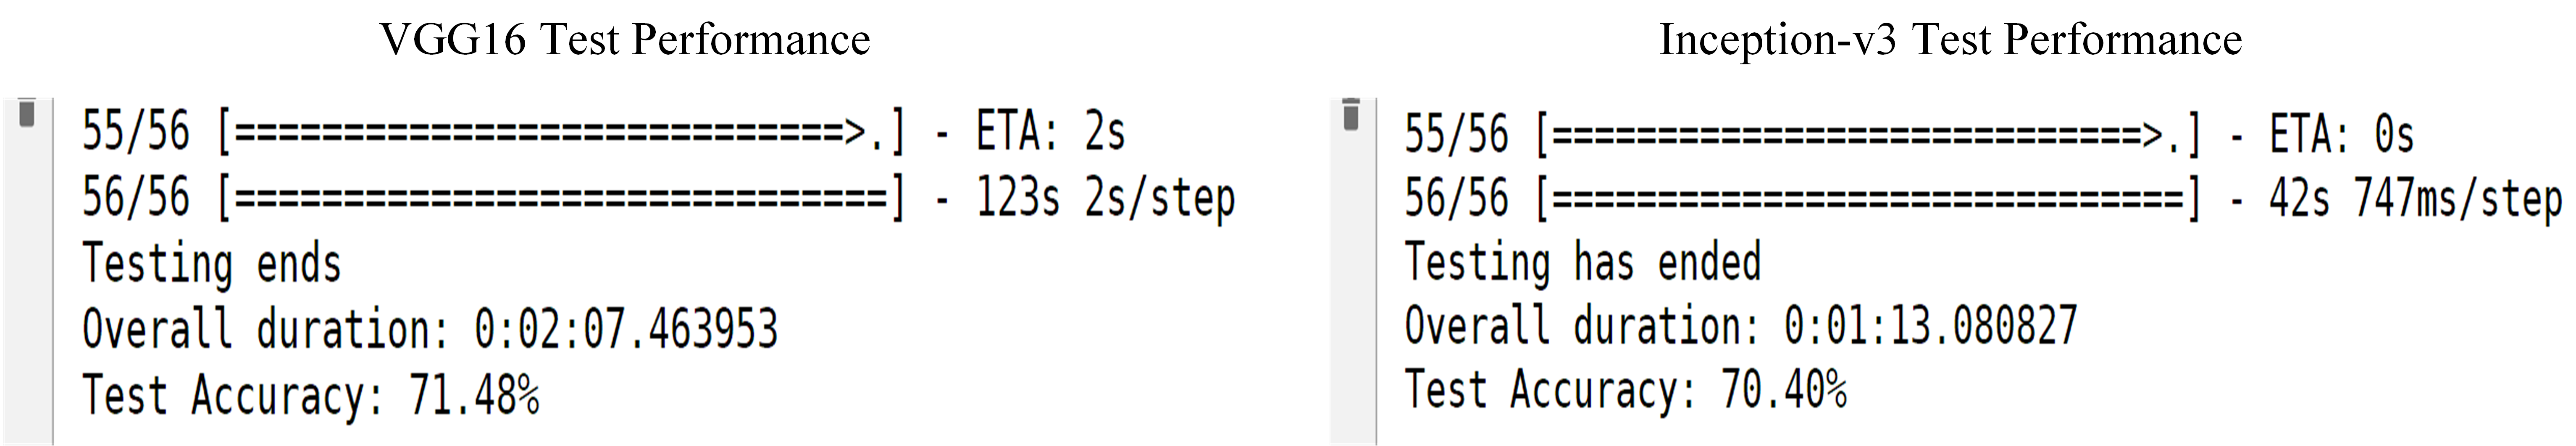 VGG16 Test Performance
55/56 [============================>.] - ETA: 2s
56/56 [==============================] - 123s 2s/step
Testing ends
Overall duration: 0:02:07.463953
Test Accuracy: 71.48%
Inception-v3 Test Performance
55/56 [============================>.] - ETA: 0s
56/56 [==============================] - 42s 747ms/step
Testing has ended
Overall duration: 0:01:13.080827
Test Accuracy: 70.40%